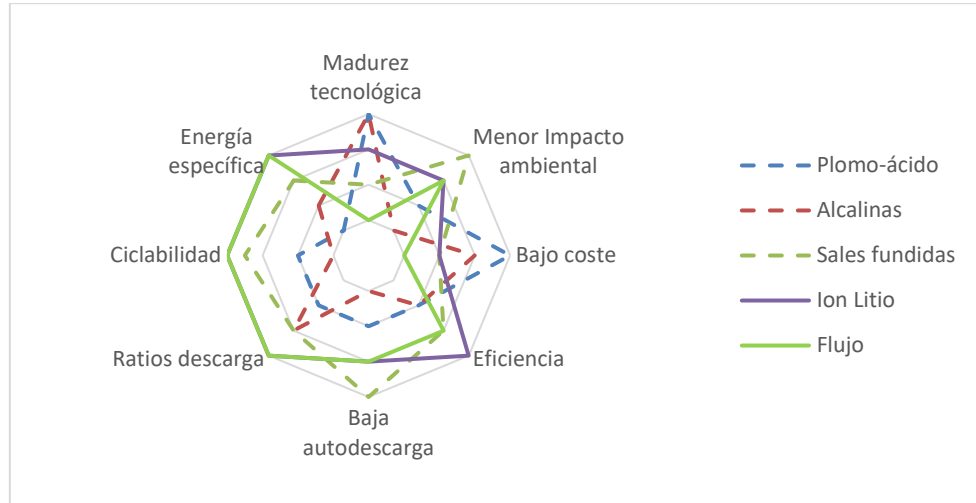 Madurez
tecnológica
Menor Impacto
ambiental
Bajo coste
Eficiencia
Baja
autodescarga
Ratios descarga
Ciclabilidad
Energía
específica
Plomo-ácido
Alcalinas
Sales fundidas
Ion Litio
Flujo